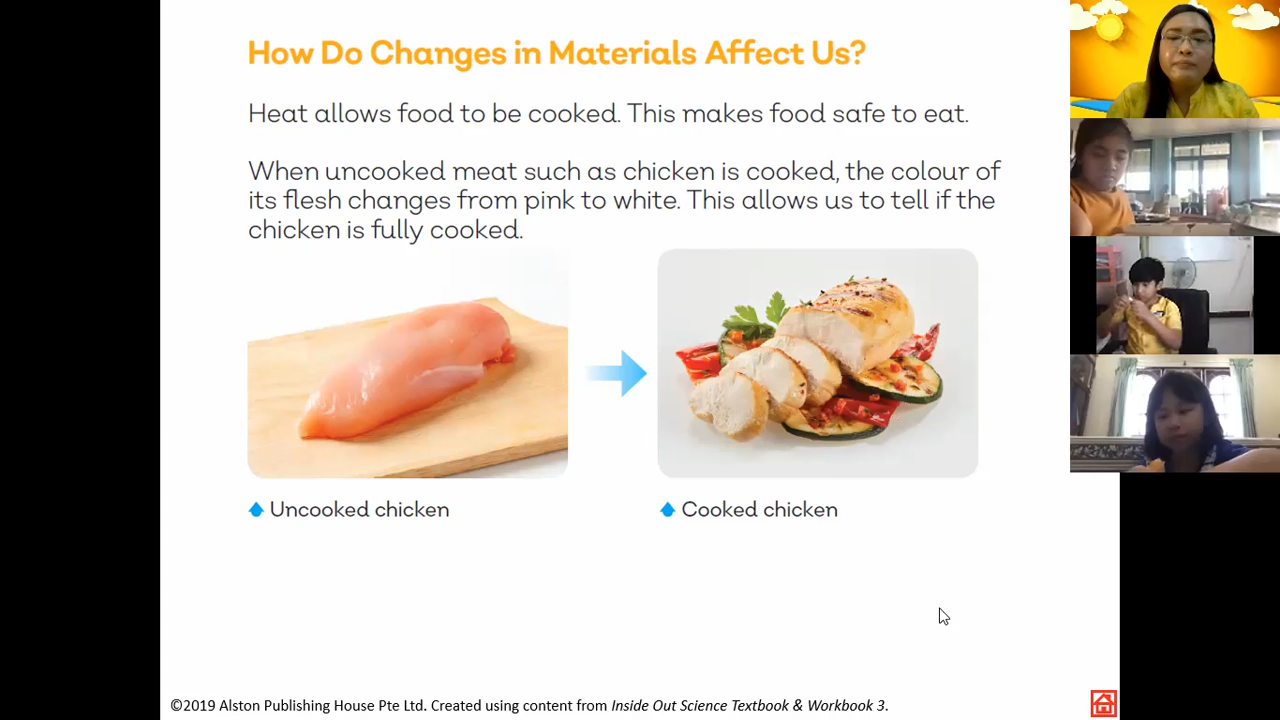 How Do Changes in Materials Affect Us?
Heat allows food to be cooked. This makes food safe to eat.
When uncooked meat such as chicken is cooked, the colour of
its flesh changes from pink to white. This allows us to tell if the
chicken is fully cooked.
Uncooked chicken
Cooked chicken
©2019 Alston Publishing House Pte Ltd. Created using content from Inside Out Science Textbook & Workbook 3.